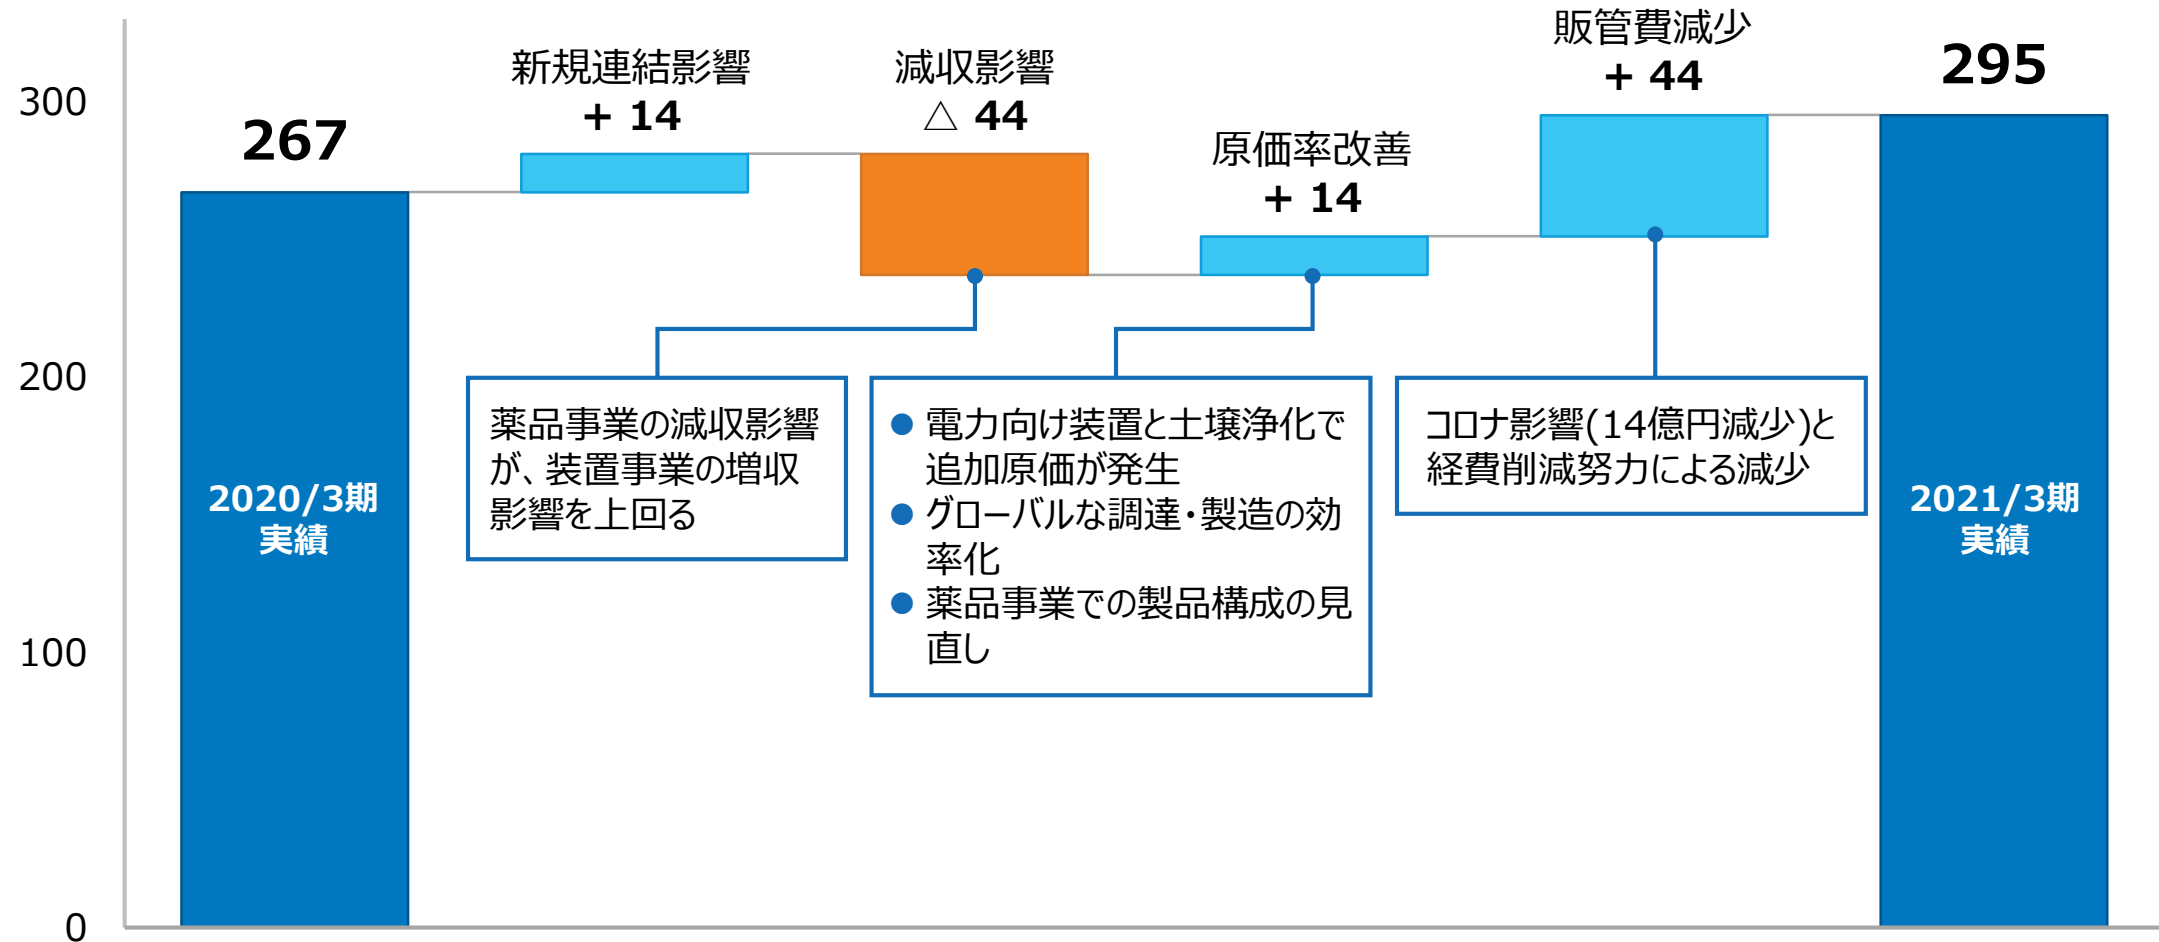 300
200
100
0
267
新規連結影響
+ 14
減収影響
△ 44
原価率改善
+ 14
販管費減少
+ 44
295
2020/3期
実績
薬品事業の減収影響
が、装置事業の増収
影響を上回る
● 電力向け装置と土壌浄化で
追加原価が発生
● グローバルな調達・製造の効
率化
● 薬品事業での製品構成の見
直し
コロナ影響(14億円減少)と
経費削減努力による減少
2021/3期
実績